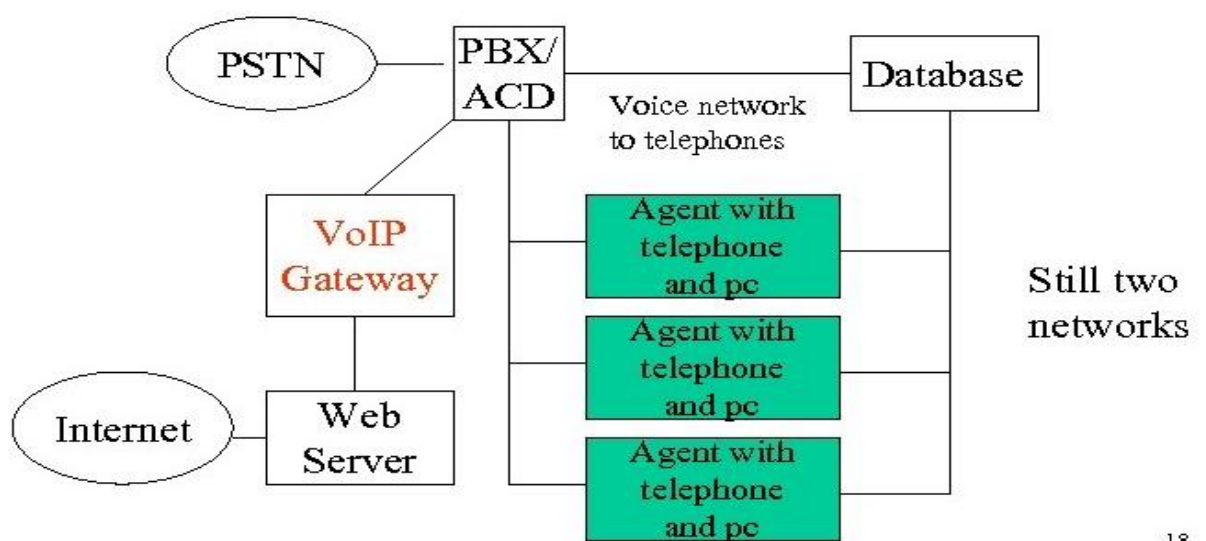 PSTN
PBX/
ACD
Database
Voice network
to telephones
VoIP
Gateway
Agent with
telephone
and pc
Still two
networks
Agent with
telephone
and pc
Internet
Web
Server
Agent with
telephone
and pc
18